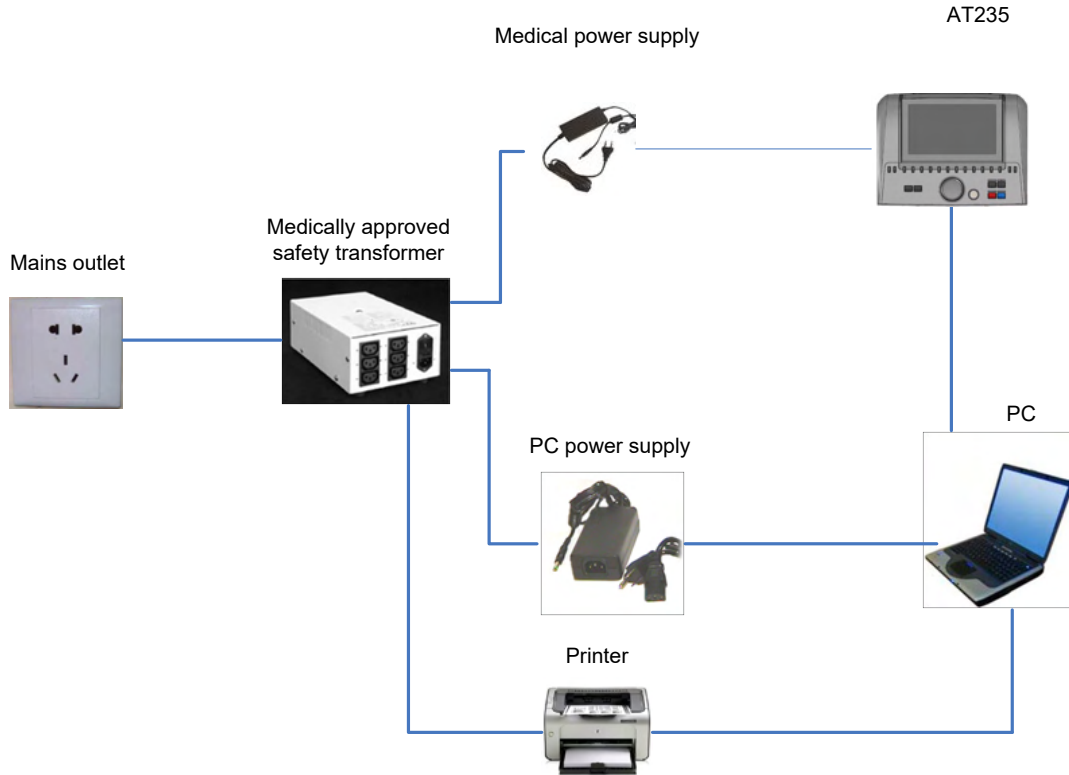 AT235
Medical power supply
Medically approved
safety transformer
Mains outlet
PC
PC power supply
Printer